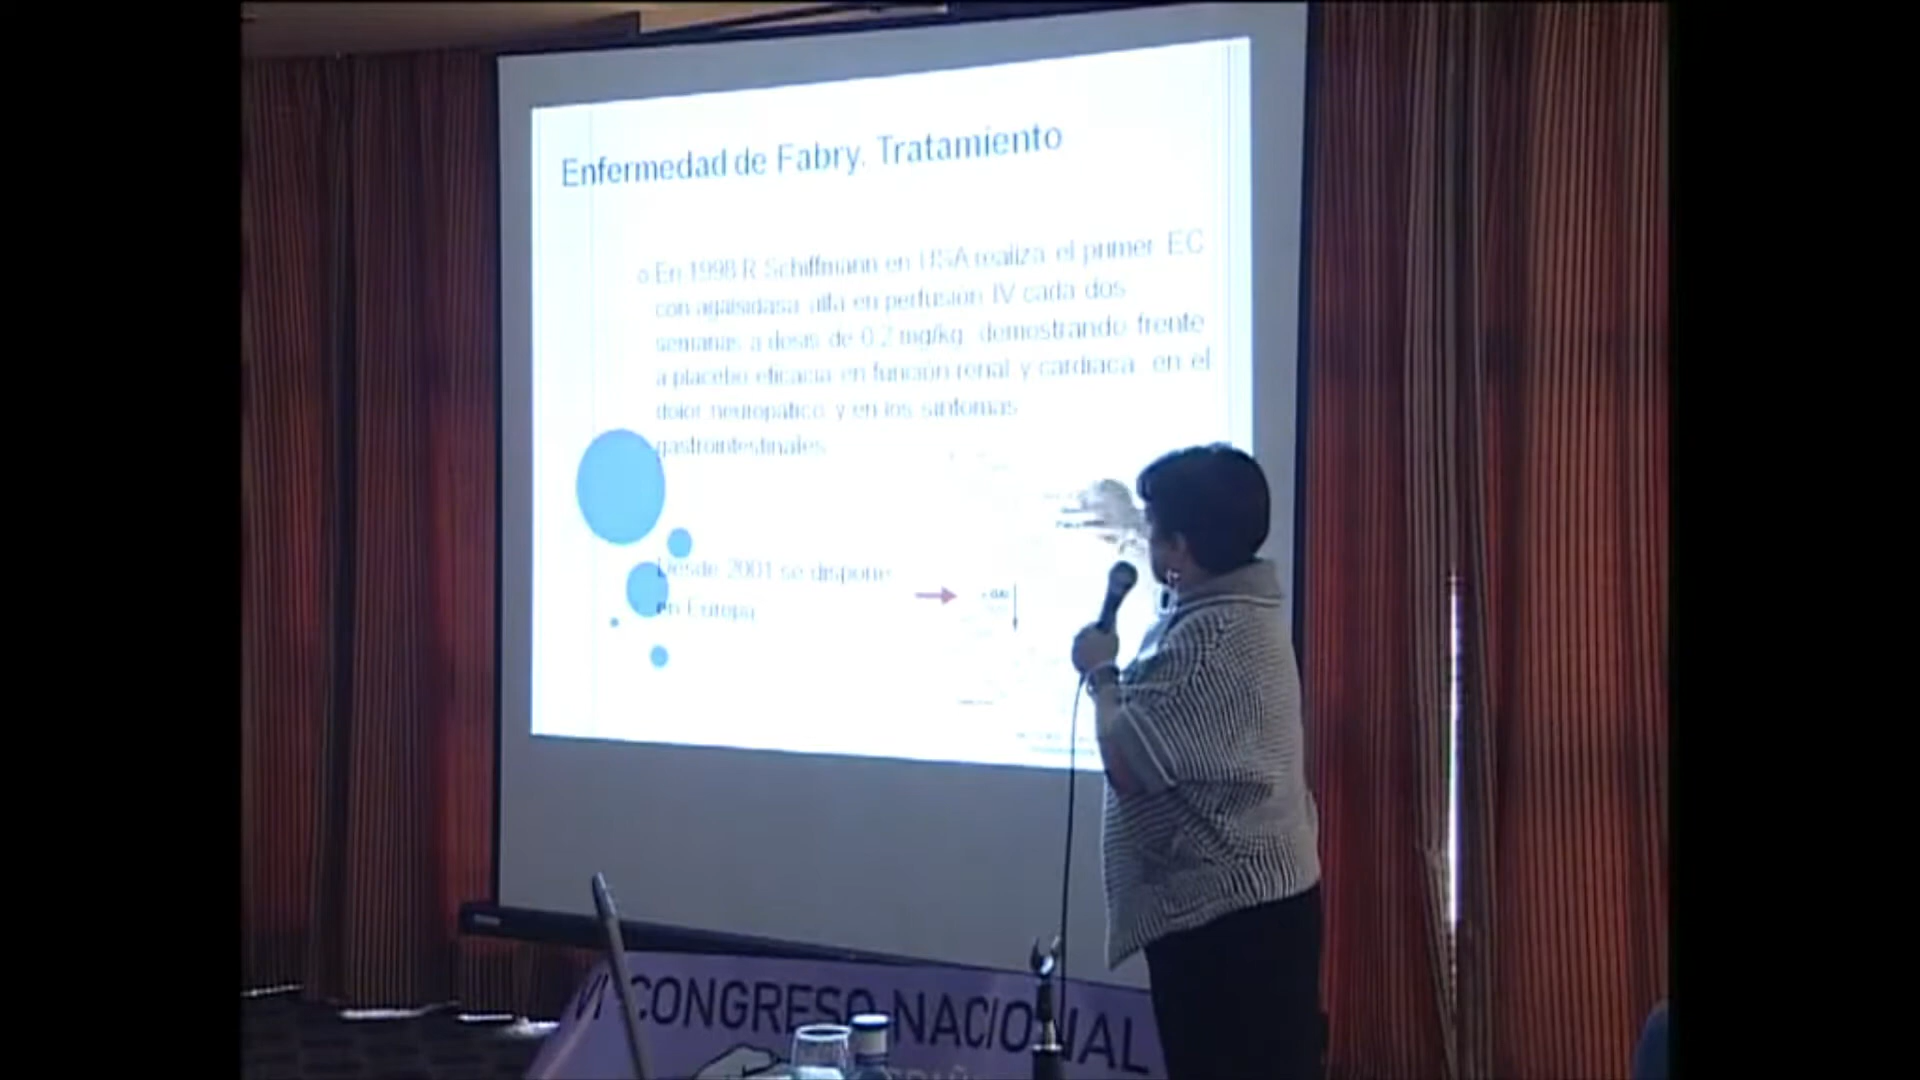 Enfermedad de Fabry. Tratamiento
o En 1998 R Schiffmann en USA realiza el primer EC
con agalsidasa alfa en perfusión IV cada dos
semanas a dosis de 0.2 mg/kg demostrando frente
a placebo eficacia en función renal y cardiaca en el
dolor neuropático y en los síntomas
gastrointestinales
Desde 2001 se dispone
en Europa
VI CONGRESO NACIONAL